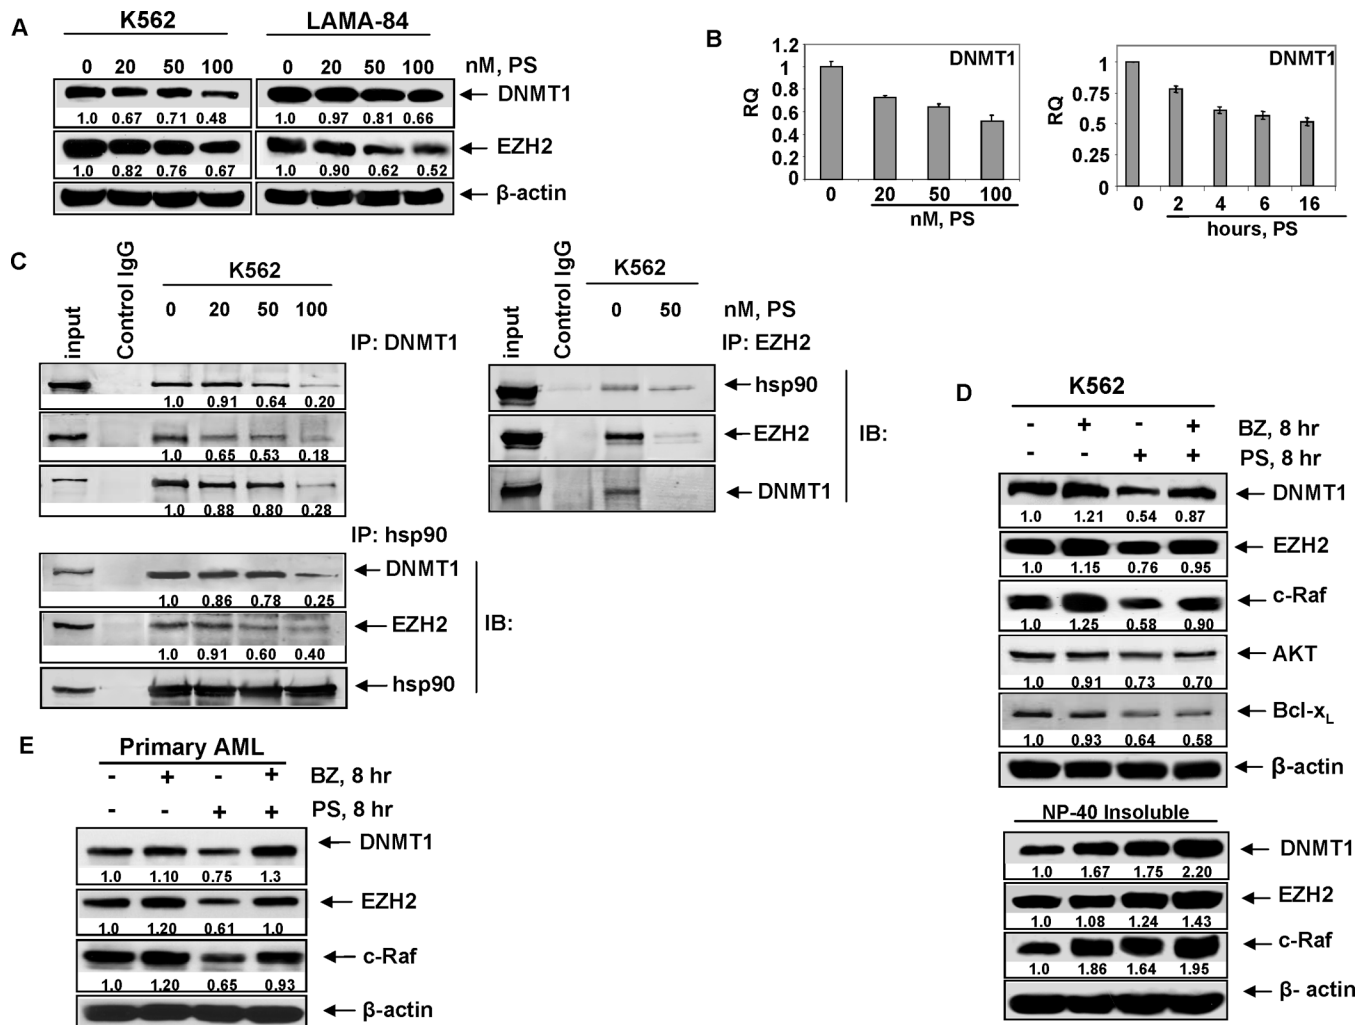 A
K562
LAMA-84
0 20 50 100 0 20 50 100 nM, PS
DNMT1
1.0 0.67 0.71 0.48 1.0 0.97 0.81 0.66
EZH2
1.0 0.82 0.76 0.67 1.0 0.90 0.62 0.52
β-actin
B
DNMT1
RQ
1.2
1
0.8
0.6
0.4
0.2
0
0 20 50 100
nM, PS
DNMT1
RQ
1
0.75
0.5
0.25
0
0 2 4 6 16
hours, PS
C
input
Control IgG
K562
0 20 50 100
IP: DNMT1
1.0 0.91 0.64 0.20
1.0 0.65 0.53 0.18
1.0 0.88 0.80 0.28
IP: hsp90
DNMT1
1.0 0.86 0.78 0.25
EZH2
1.0 0.91 0.60 0.40
hsp90
IB:
input
Control IgG
K562
0 50 nM, PS
IP: EZH2
hsp90
EZH2
DNMT1
IB:
D
K562
- + - + BZ, 8 hr
- - + + PS, 8 hr
DNMT1
1.0 1.21 0.54 0.87
EZH2
1.0 1.15 0.76 0.95
c-Raf
1.0 1.25 0.58 0.90
AKT
1.0 0.91 0.73 0.70
Bcl-xL
1.0 0.93 0.64 0.58
β-actin
NP-40 Insoluble
DNMT1
1.0 1.67 1.75 2.20
EZH2
1.0 1.08 1.24 1.43
c-Raf
1.0 1.86 1.64 1.95
β- actin
E
Primary AML
- + - + BZ, 8 hr
- - + + PS, 8 hr
DNMT1
1.0 1.10 0.75 1.3
EZH2
1.0 1.20 0.61 1.0
c-Raf
1.0 1.20 0.65 0.93
β-actin